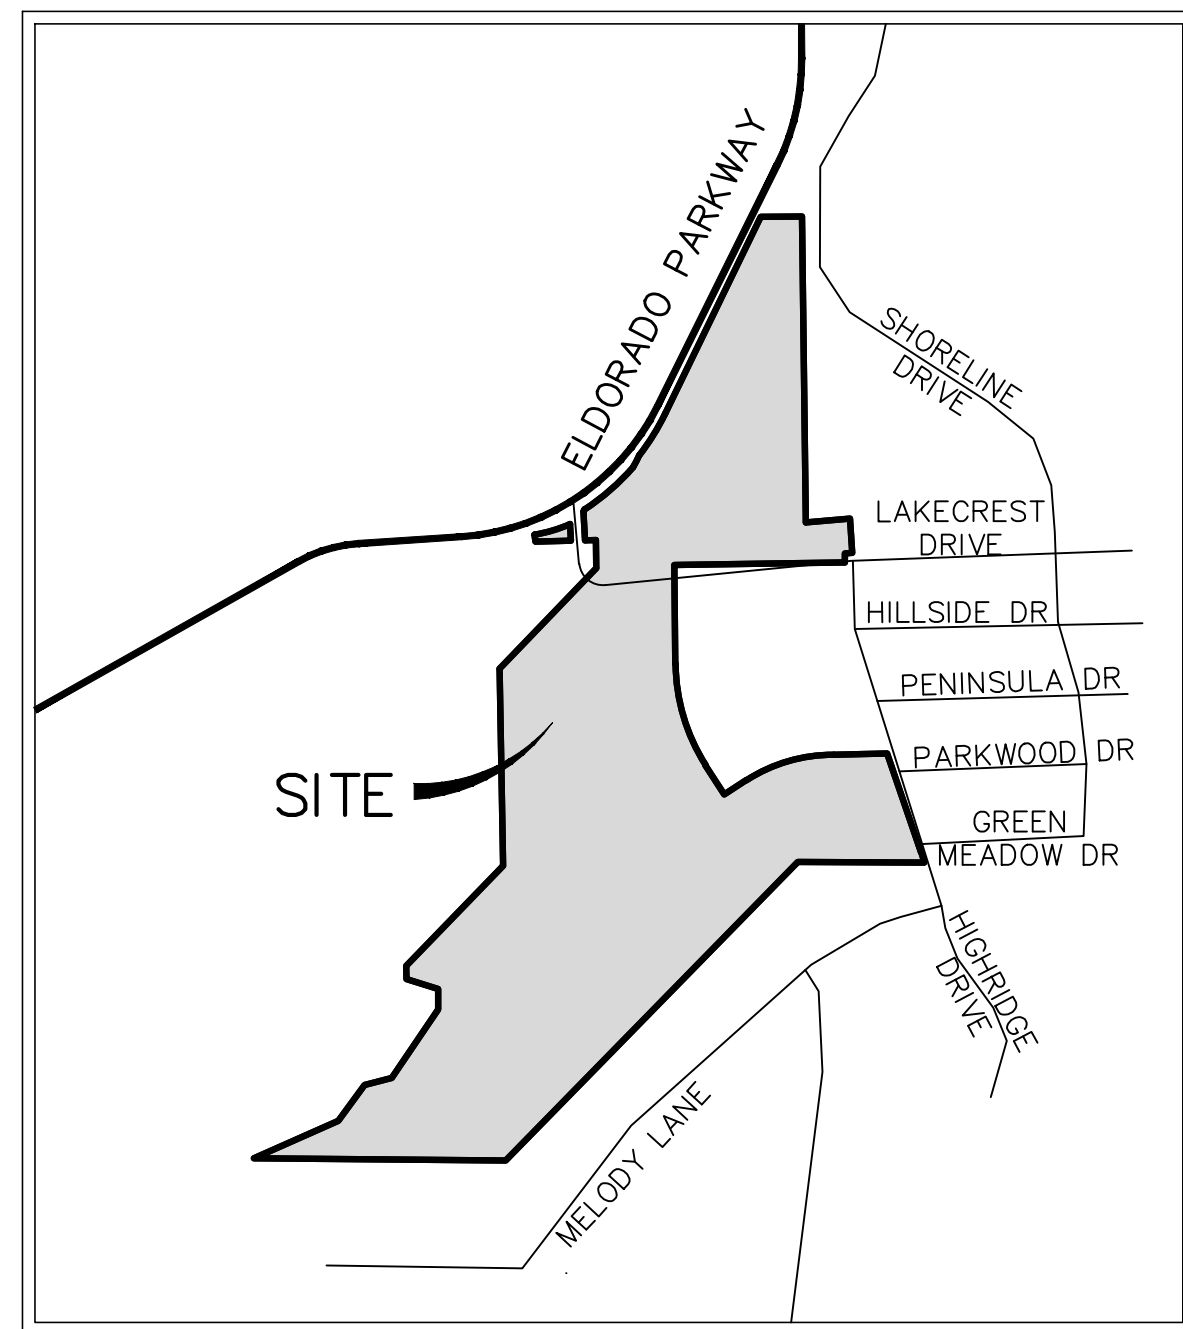 ELDORADO PARKWAY
SHORELINE
DRIVE
LAKECREST
DRIVE
HILLSIDE DR
PENINSULA DR
PARKWOOD DR
SITE
GREEN
MEADOW DR
HIGHRIDGE
DRIVE
MELODY LANE